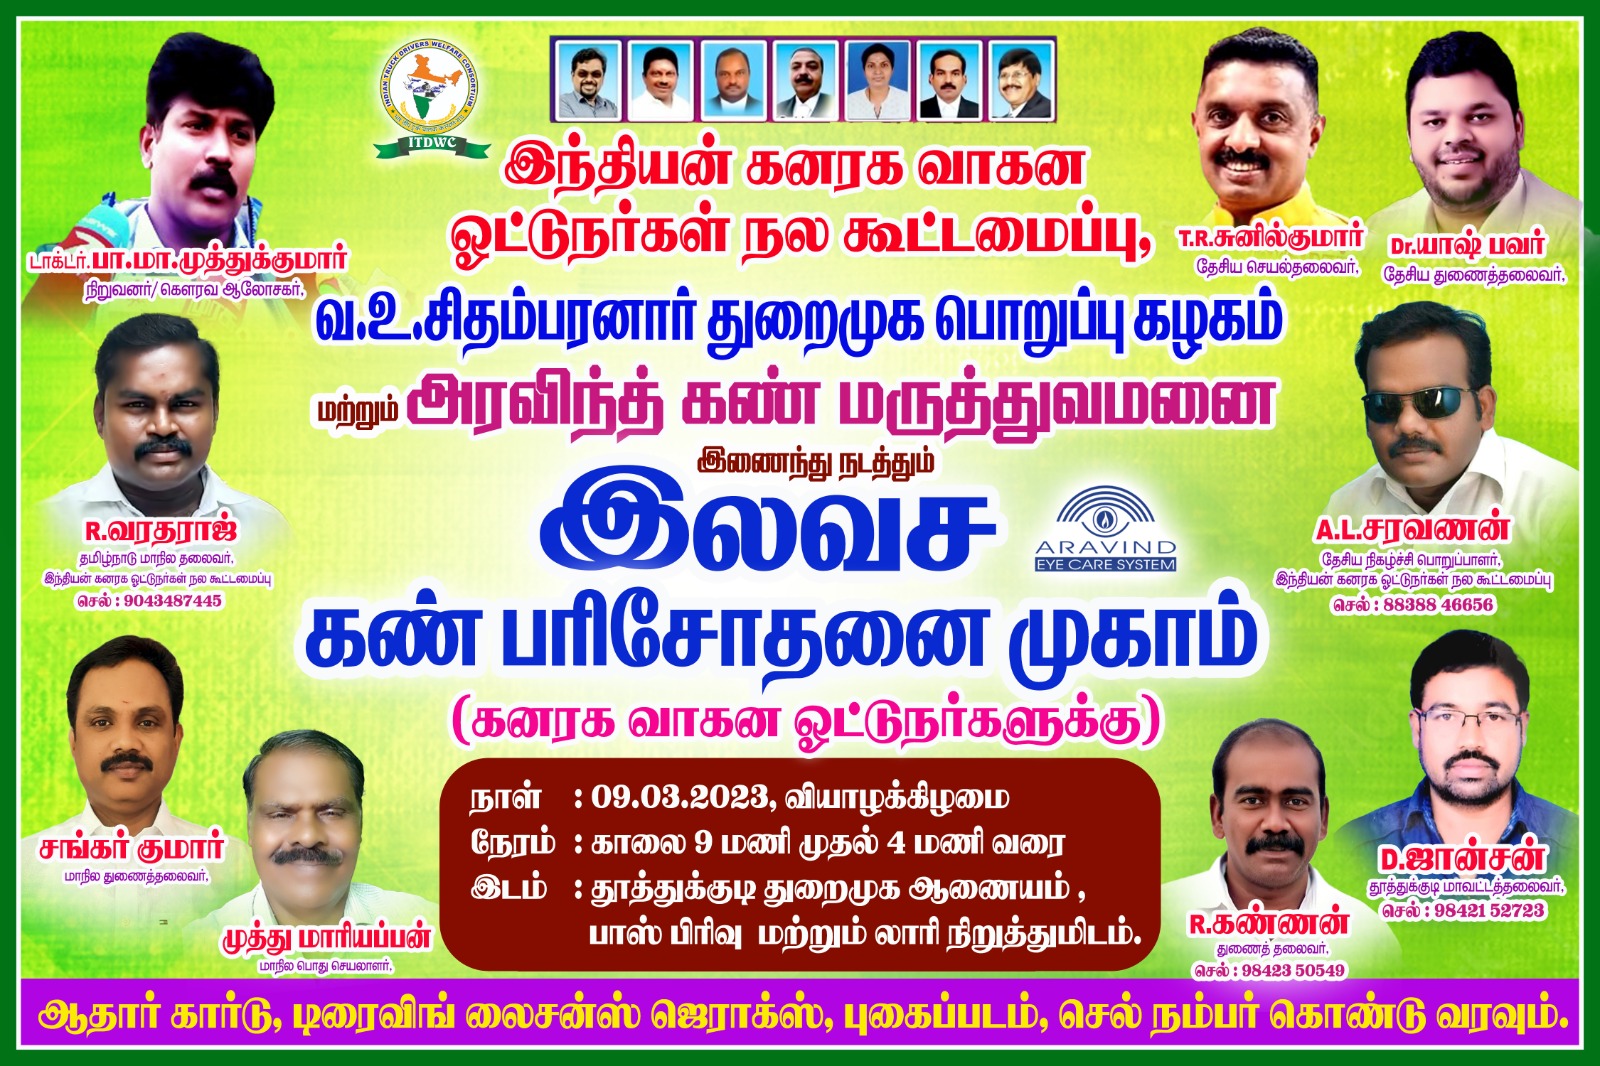 INDIAN TRUCK DRIVERS WELFARE CONSORTIUM
ITDWC
இந்தியன் கனரக வாகன
ஓட்டுநர்கள் நல கூட்டமைப்பு,
வ.உ.சிதம்பரனார் துறைமுக பொறுப்பு கழகம்
மற்றும் அரவிந்த் கண் மருத்துவமனை
இணைந்து நடத்தும்
இலவச
ARAVIND
EYE CARE SYSTEM
கண் பரிசோதனை முகாம்
(கனரக வாகன ஓட்டுநர்களுக்கு)
நாள் : 09.03.2023, வியாழக்கிழமை
நேரம் : காலை 9 மணி முதல் 4 மணி வரை
இடம் : தூத்துக்குடி துறைமுக ஆணையம் ,
பாஸ் பிரிவு மற்றும் லாரி நிறுத்துமிடம்.
டாக்டர்.பா.மா.முத்துக்குமார்
நிறுவனர்/ கௌரவ ஆலோசகர்,
T.R.சுனில்குமார்
தேசிய செயல்தலைவர்,
Dr.யாஷ் பவர்
தேசிய துணைத்தலைவர்,
R.வரதராஜ்
தமிழ்நாடு மாநில தலைவர்,
இந்தியன் கனரக ஓட்டுநர்கள் நல கூட்டமைப்பு
செல் : 9043487445
A.L.சரவணன்
தேசிய நிகழ்ச்சி பொறுப்பாளர்,
இந்தியன் கனரக ஓட்டுநர்கள் நல கூட்டமைப்பு
செல் : 88388 46656
சங்கர் குமார்
மாநில துணைத்தலைவர்,
முத்து மாரியப்பன்
மாநில பொது செயலாளர்,
D.ஜான்சன்
தூத்துக்குடி மாவட்டத்தலைவர்,
செல் : 98421 52723
R.கண்ணன்
துணைத் தலைவர்,
செல் : 98423 50549
ஆதார் கார்டு, டிரைவிங் லைசன்ஸ் ஜெராக்ஸ், புகைப்படம், செல் நம்பர் கொண்டு வரவும்.